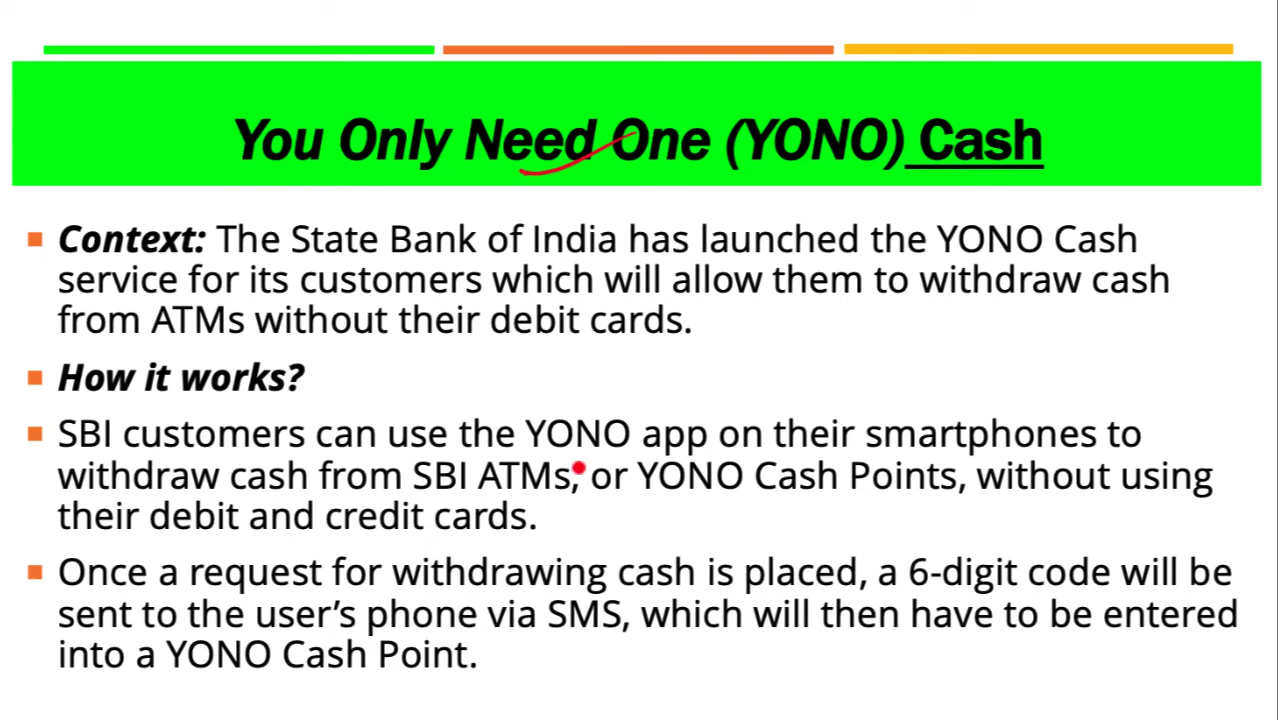 You Only Need One (YONO) Cash
Context: The State Bank of India has launched the YONO Cash
service for its customers which will allow them to withdraw cash
from ATMs without their debit cards.
How it works?
SBI customers can use the YONO app on their smartphones to
withdraw cash from SBI ATMs, or YONO Cash Points, without using
their debit and credit cards.
Once a request for withdrawing cash is placed, a 6-digit code will be
sent to the user’s phone via SMS, which will then have to be entered
into a YONO Cash Point.